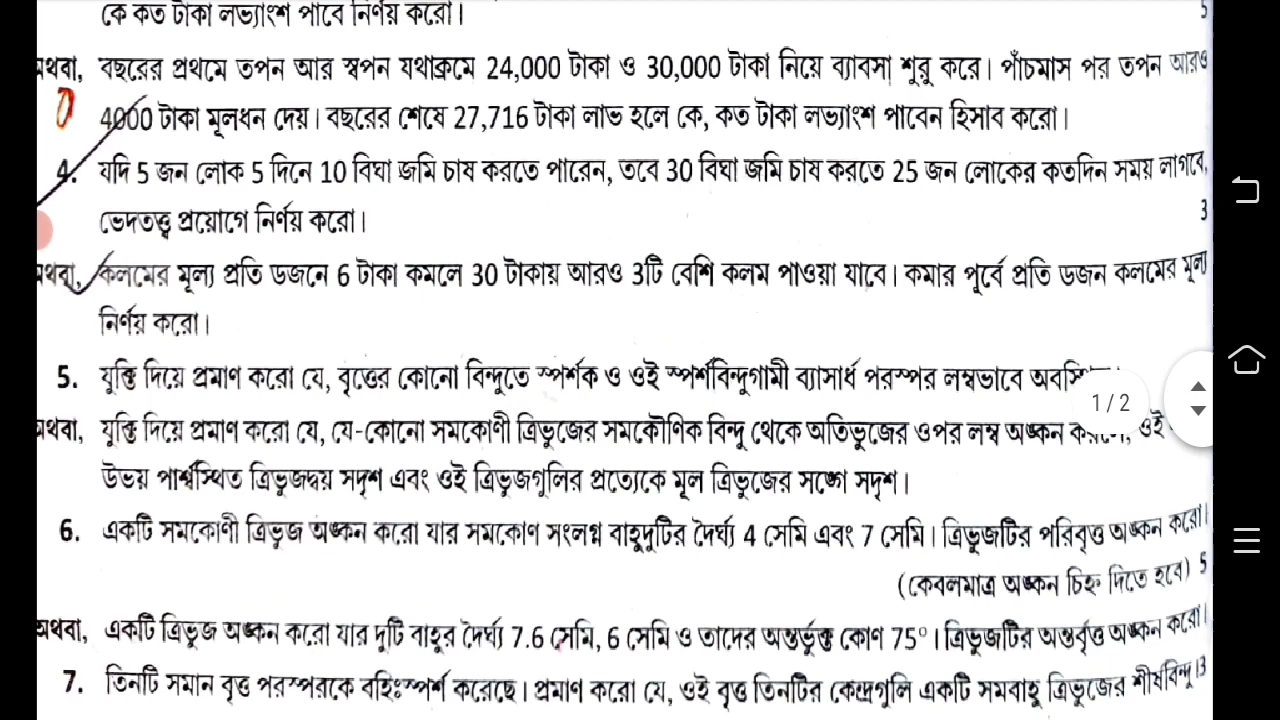 কে কত টাকা লভ্যাংশ পাবে নির্ণয় করো। 5
অথবা, বছরের প্রথমে তপন আর স্বপন যথাক্রমে 24,000 টাকা ও 30,000 টাকা নিয়ে ব্যাবসা শুরু করে। পাঁচমাস পর তপন আরও
4000 টাকা মূলধন দেয়। বছরের শেষে 27,716 টাকা লাভ হলে কে, কত টাকা লভ্যাংশ পাবেন হিসাব করো।
4. যদি 5 জন লোক 5 দিনে 10 বিঘা জমি চাষ করতে পারেন, তবে 30 বিঘা জমি চাষ করতে 25 জন লোকের কতদিন সময় লাগবে,
ভেদতত্ত্ব প্রয়োগে নির্ণয় করো। 3
অথবা, কলমের মূল্য প্রতি ডজনে 6 টাকা কমলে 30 টাকায় আরও 3টি বেশি কলম পাওয়া যাবে। কমার পূর্বে প্রতি ডজন কলমের মূল্য
নির্ণয় করো।
5. যুক্তি দিয়ে প্রমাণ করো যে, বৃত্তের কোনো বিন্দুতে স্পর্শক ও ওই স্পর্শবিন্দুগামী ব্যাসার্ধ পরস্পর লম্বভাবে
1 / 2
অথবা, যুক্তি দিয়ে প্রমাণ করো যে, যে-কোনো সমকোণী ত্রিভুজের সমকৌণিক বিন্দু থেকে অতিভুজের ওপর লম্ব অঙ্কন ওই
উভয় পার্শ্বস্থিত ত্রিভুজদ্বয় সদৃশ এবং ওই ত্রিভুজগুলির প্রত্যেকে মূল ত্রিভুজের সঙ্গে সদৃশ।
6. একটি সমকোণী ত্রিভুজ অঙ্কন করো যার সমকোণ সংলগ্ন বাহুদুটির দৈর্ঘ্য 4 সেমি এবং 7 সেমি। ত্রিভুজটির পরিবৃত্ত অঙ্কন করো।
(কেবলমাত্র অঙ্কন চিহ্ন দিতে হবে) 5
অথবা, একটি ত্রিভুজ অঙ্কন করো যার দুটি বাহুর দৈর্ঘ্য 7.6 সেমি, 6 সেমি ও তাদের অন্তর্ভুক্ত কোণ 75°। ত্রিভুজটির অন্তর্বৃত্ত অঙ্কন করো।
7. তিনটি সমান বৃত্ত পরস্পরকে বহিঃস্পর্শ করেছে। প্রমাণ করো যে, ওই বৃত্ত তিনটির কেন্দ্রগুলি একটি সমবাহু ত্রিভুজের শীর্ষবিন্দু। 3